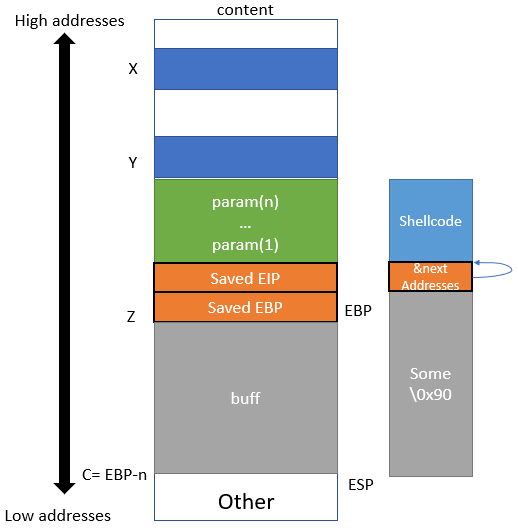 content
High addresses
X
Y
param(n)
...
param(1)
Shellcode
Saved EIP
&next
Addresses
Saved EBP
EBP
Z
buff
Some
\0x90
C= EBP-n
ESP
Other
Low addresses